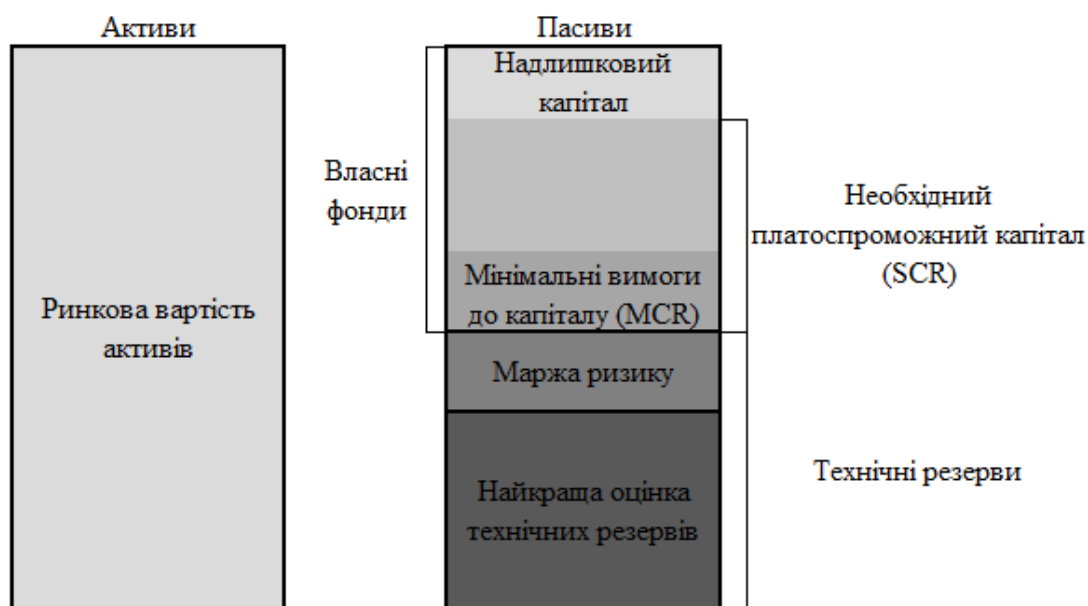 Активи
Пасиви
Надлишковий
капітал
Власні
фонди
Необхідний
платоспроможний капітал
(SCR)
Мінімальні вимоги
до капіталу (MCR)
Ринкова вартість
активів
Маржа ризику
Технічні резерви
Найкраща оцінка
технічних резервів